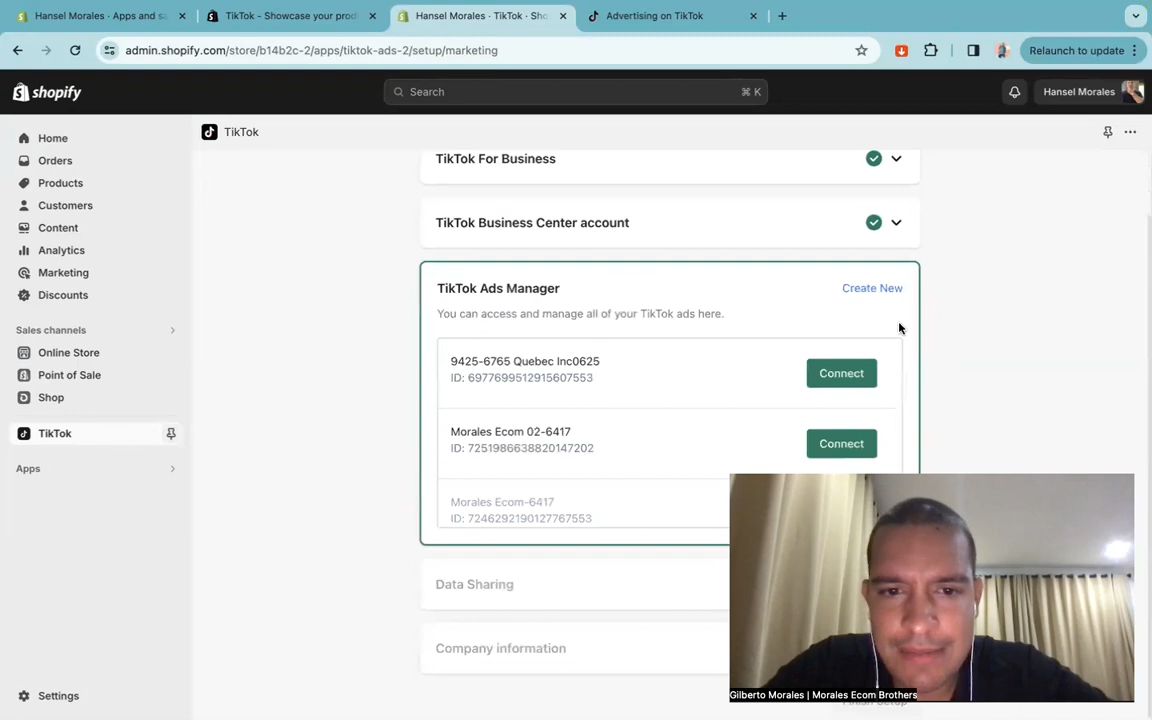 Hansel Morales · Apps and sa
TikTok - Showcase your prod
Hansel Morales · TikTok · Sho
Advertising on TikTok
admin.shopify.com/store/b14b2c-2/apps/tiktok-ads-2/setup/marketing
Relaunch to update
shopify
Search
⌘ K
Hansel Morales
Home
Orders
Products
Customers
Content
Analytics
Marketing
Discounts
Sales channels
Online Store
Point of Sale
Shop
TikTok
Apps
Settings
TikTok
TikTok For Business
TikTok Business Center account
TikTok Ads Manager
Create New
You can access and manage all of your TikTok ads here.
9425-6765 Quebec Inc0625
ID: 6977699512915607553
Connect
Morales Ecom 02-6417
ID: 7251986638820147202
Connect
Morales Ecom-6417
ID: 7246292190127767553
Data Sharing
Company information
Finish Setup
Gilberto Morales | Morales Ecom Brothers